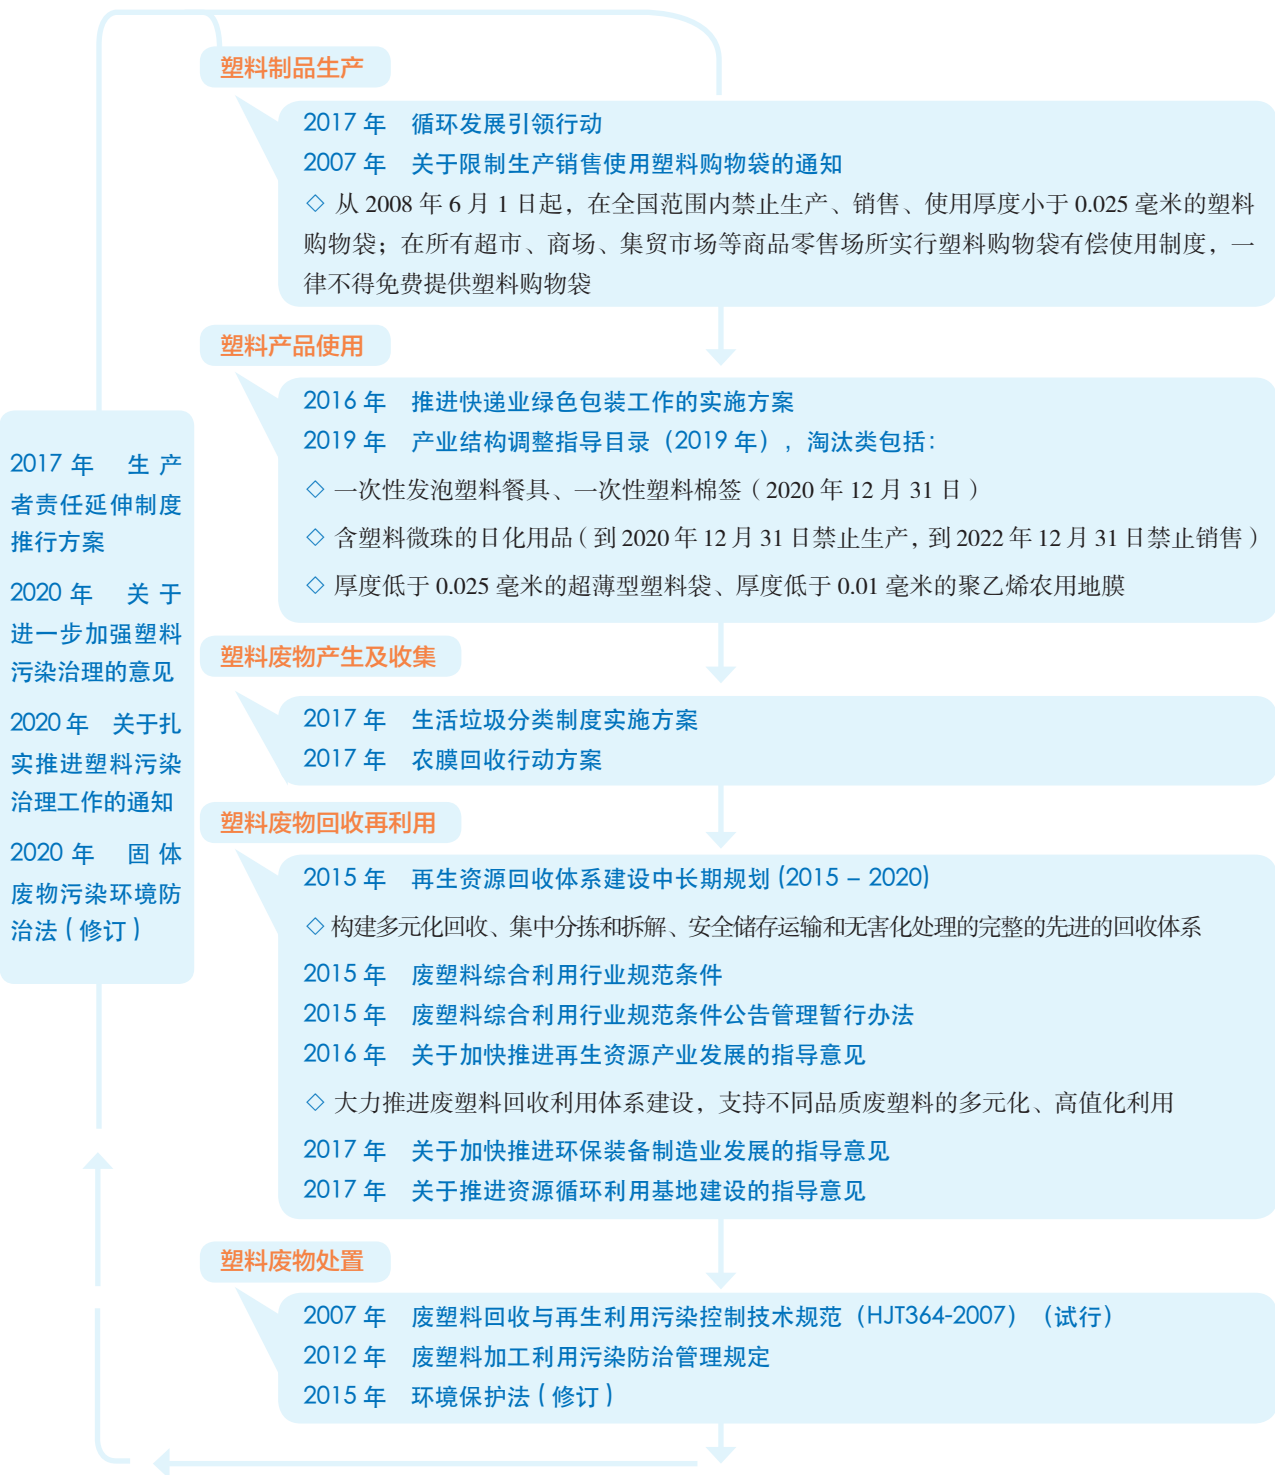 塑料制品生产
2017 年 循环发展引领行动
2007 年 关于限制生产销售使用塑料购物袋的通知
◇ 从 2008 年 6 月 1 日起，在全国范围内禁止生产、销售、使用厚度小于 0.025 毫米的塑料
购物袋；在所有超市、商场、集贸市场等商品零售场所实行塑料购物袋有偿使用制度，一
律不得免费提供塑料购物袋
塑料产品使用
2016 年 推进快递业绿色包装工作的实施方案
2019 年 产业结构调整指导目录（2019 年），淘汰类包括：
◇ 一次性发泡塑料餐具、一次性塑料棉签（2020 年 12 月 31 日）
◇ 含塑料微珠的日化用品（到 2020 年 12 月 31 日禁止生产，到 2022 年 12 月 31 日禁止销售）
◇ 厚度低于 0.025 毫米的超薄型塑料袋、厚度低于 0.01 毫米的聚乙烯农用地膜
塑料废物产生及收集
2017 年 生活垃圾分类制度实施方案
2017 年 农膜回收行动方案
塑料废物回收再利用
2015 年 再生资源回收体系建设中长期规划 (2015 – 2020)
◇ 构建多元化回收、集中分拣和拆解、安全储存运输和无害化处理的完整的先进的回收体系
2015 年 废塑料综合利用行业规范条件
2015 年 废塑料综合利用行业规范条件公告管理暂行办法
2016 年 关于加快推进再生资源产业发展的指导意见
◇ 大力推进废塑料回收利用体系建设，支持不同品质废塑料的多元化、高值化利用
2017 年 关于加快推进环保装备制造业发展的指导意见
2017 年 关于推进资源循环利用基地建设的指导意见
塑料废物处置
2007 年 废塑料回收与再生利用污染控制技术规范（HJT364-2007）（试行）
2012 年 废塑料加工利用污染防治管理规定
2015 年 环境保护法（修订）
2017 年 生产
者责任延伸制度
推行方案
2020 年 关于
进一步加强塑料
污染治理的意见
2020 年 关于扎
实推进塑料污染
治理工作的通知
2020 年 固体
废物污染环境防
治法（修订）